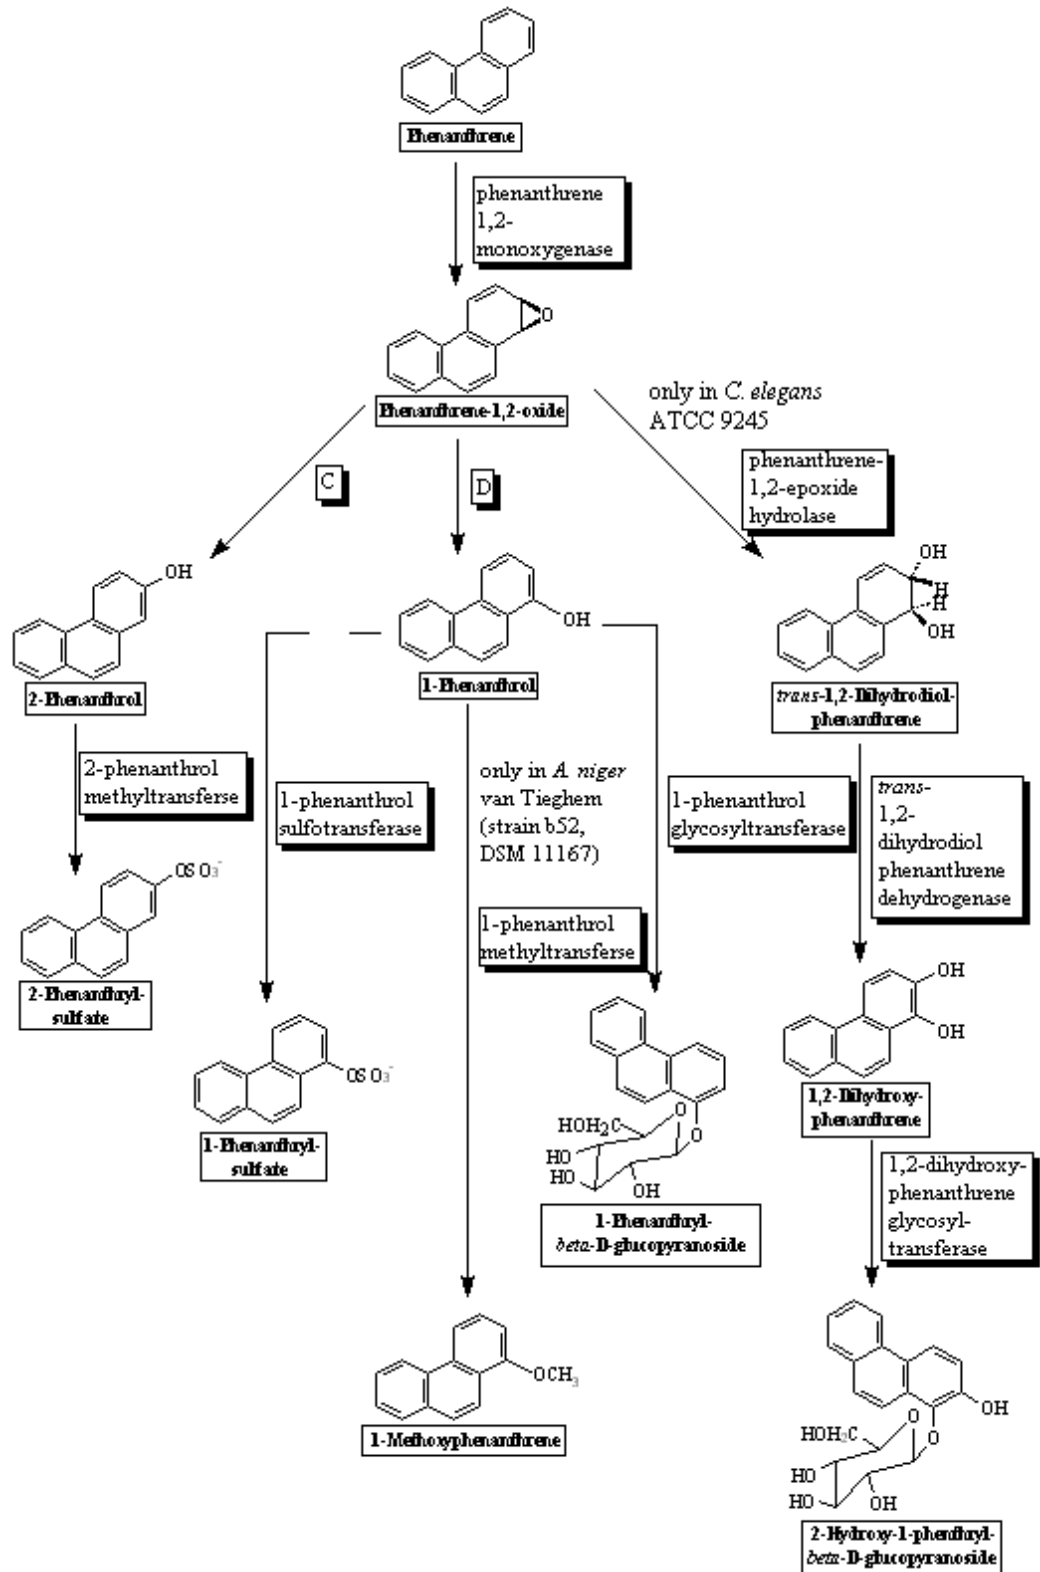 Phenanthrene
phenanthrene
1,2-
monoxygenase
O
Phenanthrene-1,2-oxide
only in C. elegans
ATCC 9245
C
D
phenanthrene-
1,2-epoxide
hydrolase
OH
2-Phenanthrol
OH
1-Phenanthrol
OH
H
H
OH
trans-1,2-Dihydrodiol-
phenanthrene
2-phenanthrol
methyltransferse
1-phenanthrol
sulfotransferase
only in A. niger
van Tieghem
(strain b52,
DSM 11167)
1-phenanthrol
glycosyltransferase
trans-
1,2-
dihydrodiol
phenanthrene
dehydrogenase
1-phenanthrol
methyltransferse
OSO3-
2-Phenanthryl-
sulfate
OSO3-
1-Phenanthryl-
sulfate
HOH2C
O
O
HO
HO
OH
1-Phenanthryl-
beta-D-glucopyranoside
OH
OH
1,2-Dihydroxy-
phenanthrene
1,2-dihydroxy-
phenanthrene
glycosyl-
transferase
OCH3
1-Methoxyphenanthrene
OH
HOH2C
O
O
HO
HO
OH
2-Hydroxy-1-phenthryl-
beta-D-glucopyranoside